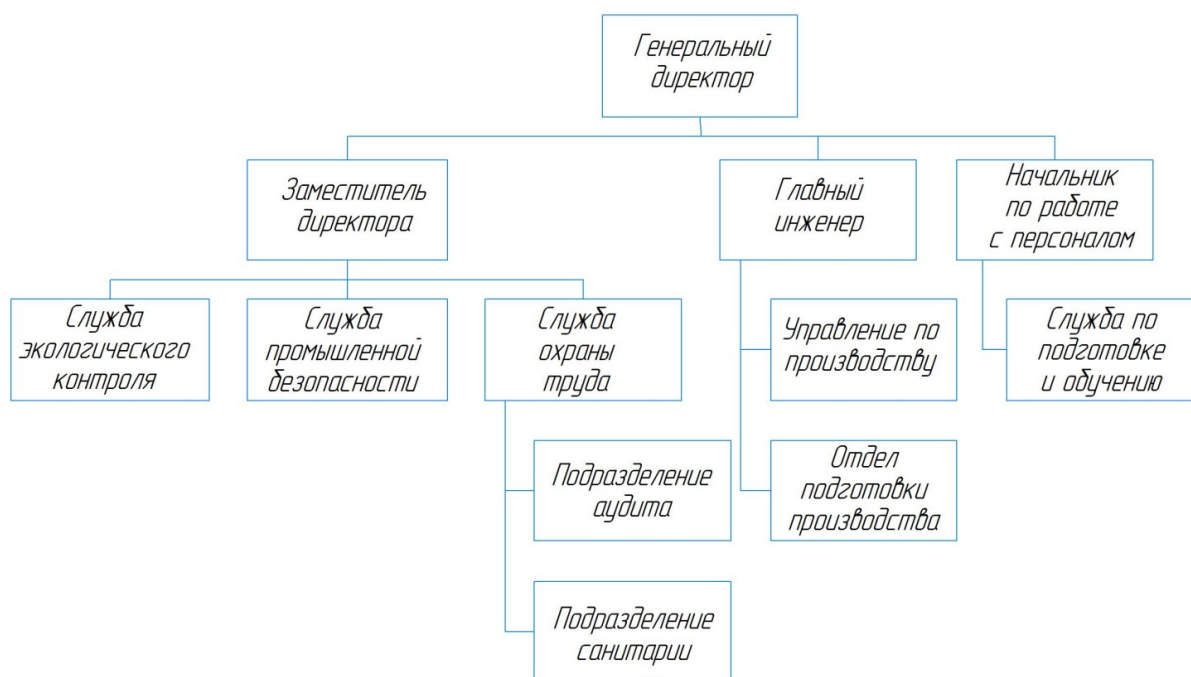 Генеральный
директор
Заместитель
директора
Главный
инженер
Начальник
по работе
с персоналом
Служба
экологического
контроля
Служба
промышленной
безопасности
Служба
охраны
труда
Управление по
производству
Служба по
подготовке
и обучению
Подразделение
аудита
Отдел
подготовки
производства
Подразделение
санитарии